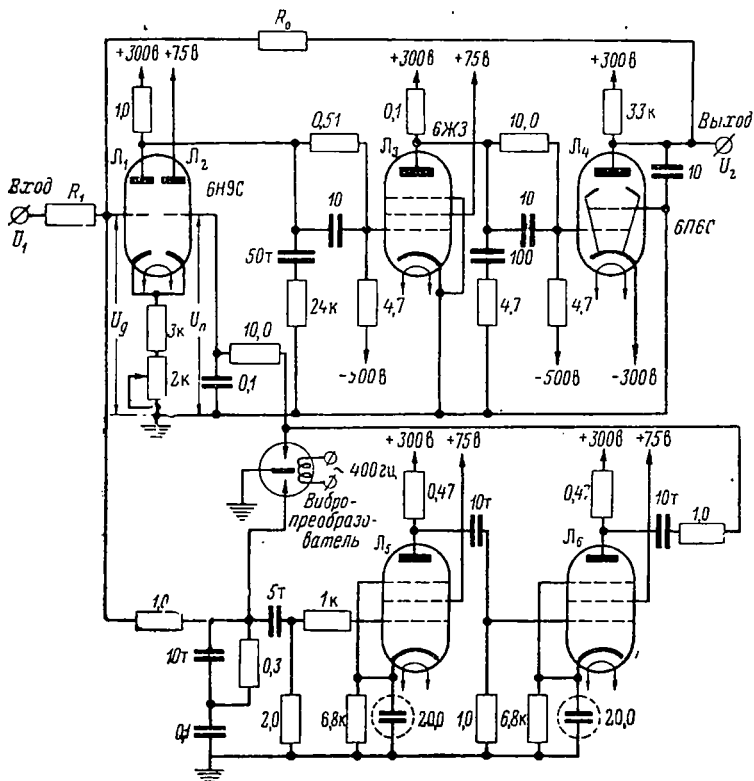 R₀
+300в +75в
+300в +75в
+300в
1,0
0,51
0,1
6Ж3
10,0
33к
Выход
U₂
Л₁ Л₂
Л₃
Л₄
6Н9С
10
10
10
6П6С
Вход
U₁
R₁
50т
100
24к
4,7
4,7
4,7
Ug
Uп
3к
2к
10,0
0,1
-500в
-500в
-300в
~400гц
Вибро-
преобразо-
ватель
+300в +75в
+300в +75в
0,47
10т
0,47
10т
1,0
Л₅
Л₆
1,0
5т
1к
10т
0,3
0,1
2,0
6,8к
20,0
1,0
6,8к
20,0